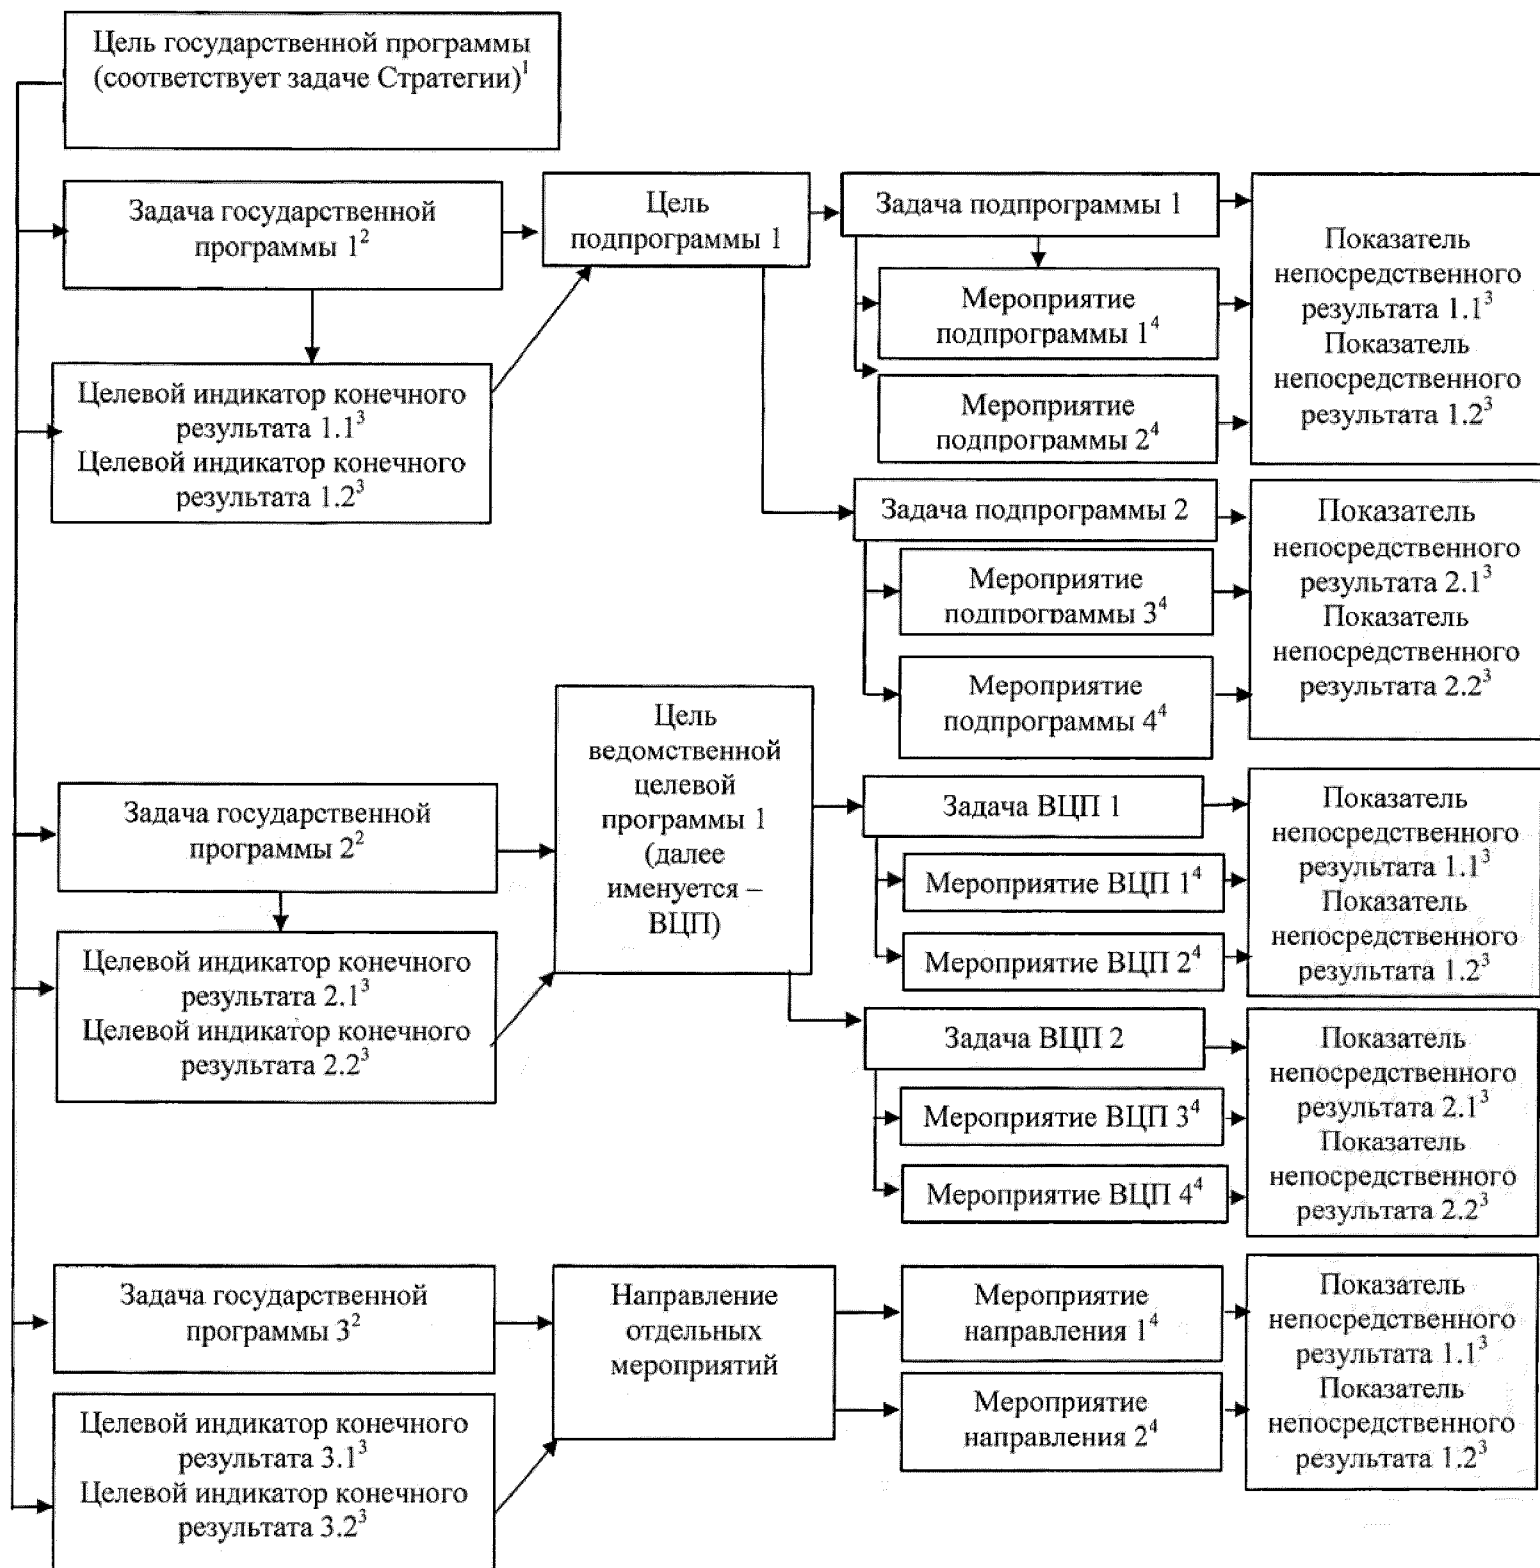 Цель государственной программы
(соответствует задаче Стратегии)¹
Задача государственной
программы 1²
Целевой индикатор конечного
результата 1.1³
Целевой индикатор конечного
результата 1.2³
Цель
подпрограммы 1
Задача подпрограммы 1
Мероприятие
подпрограммы 1⁴
Мероприятие
подпрограммы 2⁴
Показатель
непосредственного
результата 1.1³
Показатель
непосредственного
результата 1.2³
Задача подпрограммы 2
Мероприятие
подпрограммы 3⁴
Мероприятие
подпрограммы 4⁴
Показатель
непосредственного
результата 2.1³
Показатель
непосредственного
результата 2.2³
Задача государственной
программы 2²
Целевой индикатор конечного
результата 2.1³
Целевой индикатор конечного
результата 2.2³
Цель
ведомственной
целевой
программы 1
(далее
именуется –
ВЦП)
Задача ВЦП 1
Мероприятие ВЦП 1⁴
Мероприятие ВЦП 2⁴
Показатель
непосредственного
результата 1.1³
Показатель
непосредственного
результата 1.2³
Задача ВЦП 2
Мероприятие ВЦП 3⁴
Мероприятие ВЦП 4⁴
Показатель
непосредственного
результата 2.1³
Показатель
непосредственного
результата 2.2³
Задача государственной
программы 3²
Целевой индикатор конечного
результата 3.1³
Целевой индикатор конечного
результата 3.2³
Направление
отдельных
мероприятий
Мероприятие
направления 1⁴
Мероприятие
направления 2⁴
Показатель
непосредственного
результата 1.1³
Показатель
непосредственного
результата 1.2³